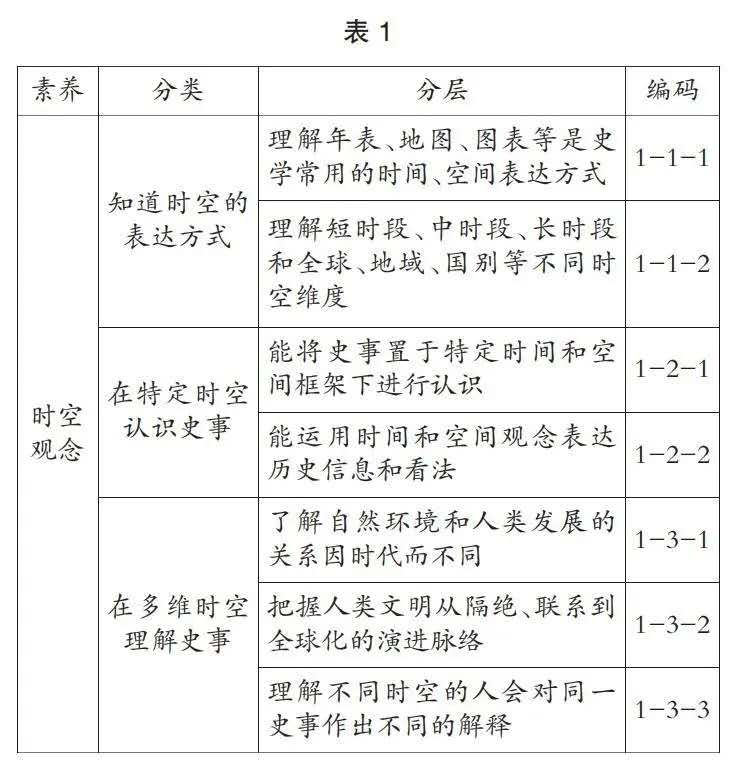 表 1
素养 分类 分层 编码
时空
观念
知道时空的
表达方式
理解年表、地图、图表等是史
学常用的时间、空间表达方式
1-1-1
理解短时段、中时段、长时段
和全球、地域、国别等不同时
空维度
1-1-2
在特定时空
认识史事
能将史事置于特定时间和空
间框架下进行认识
1-2-1
能运用时间和空间观念表达
历史信息和看法
1-2-2
在多维时空
理解史事
了解自然环境和人类发展的
关系因时代而不同
1-3-1
把握人类文明从隔绝、联系到
全球化的演进脉络
1-3-2
理解不同时空的人会对同一
史事作出不同的解释
1-3-3